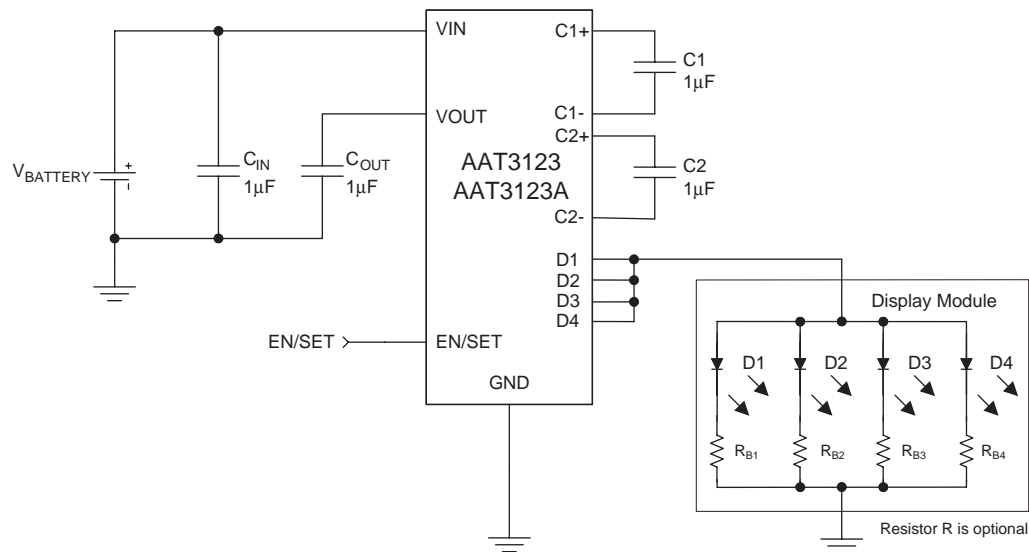 VIN
C1+
C1
1µF
VOUT
C1-
C2+
AAT3123
AAT3123A
C2
1µF
C2-
VBATTERY
+
-
CIN
1µF
COUT
1µF
D1
D2
D3
D4
EN/SET
EN/SET
GND
Display Module
D1
D2
D3
D4
RB1
RB2
RB3
RB4
Resistor R is optional